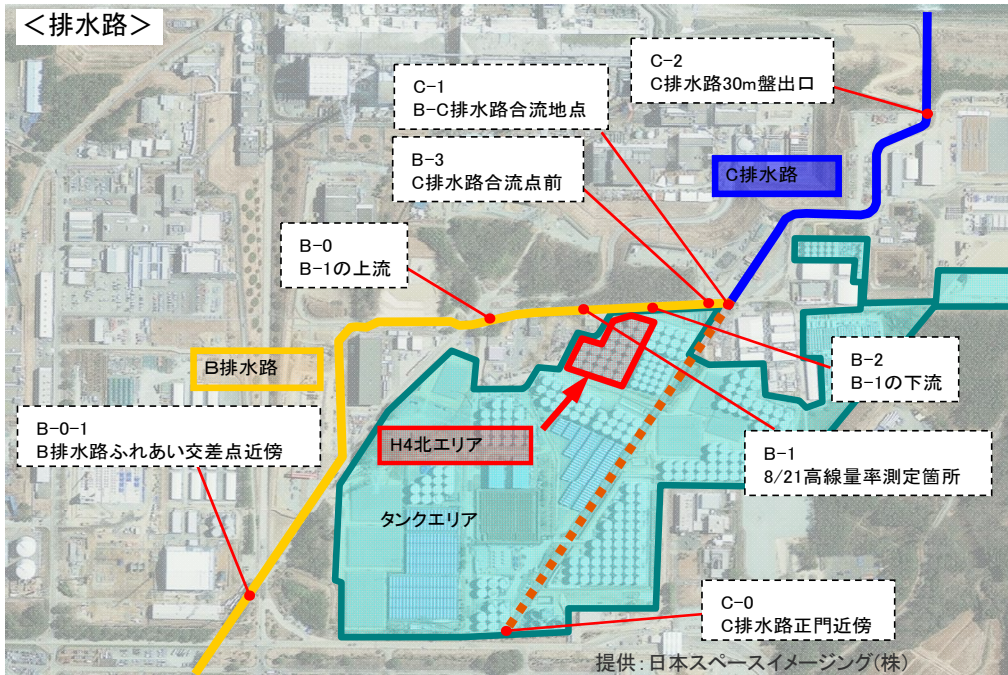 ＜排水路＞
C-2
C排水路30m盤出口
C-1
B-C排水路合流地点
B-3
C排水路合流点前
C排水路
B-0
B-1の上流
B排水路
B-2
B-1の下流
B-0-1
B排水路ふれあい交差点近傍
H4北エリア
B-1
8/21高線量率測定箇所
タンクエリア
C-0
C排水路正門近傍
提供：日本スペースイメージング(株)